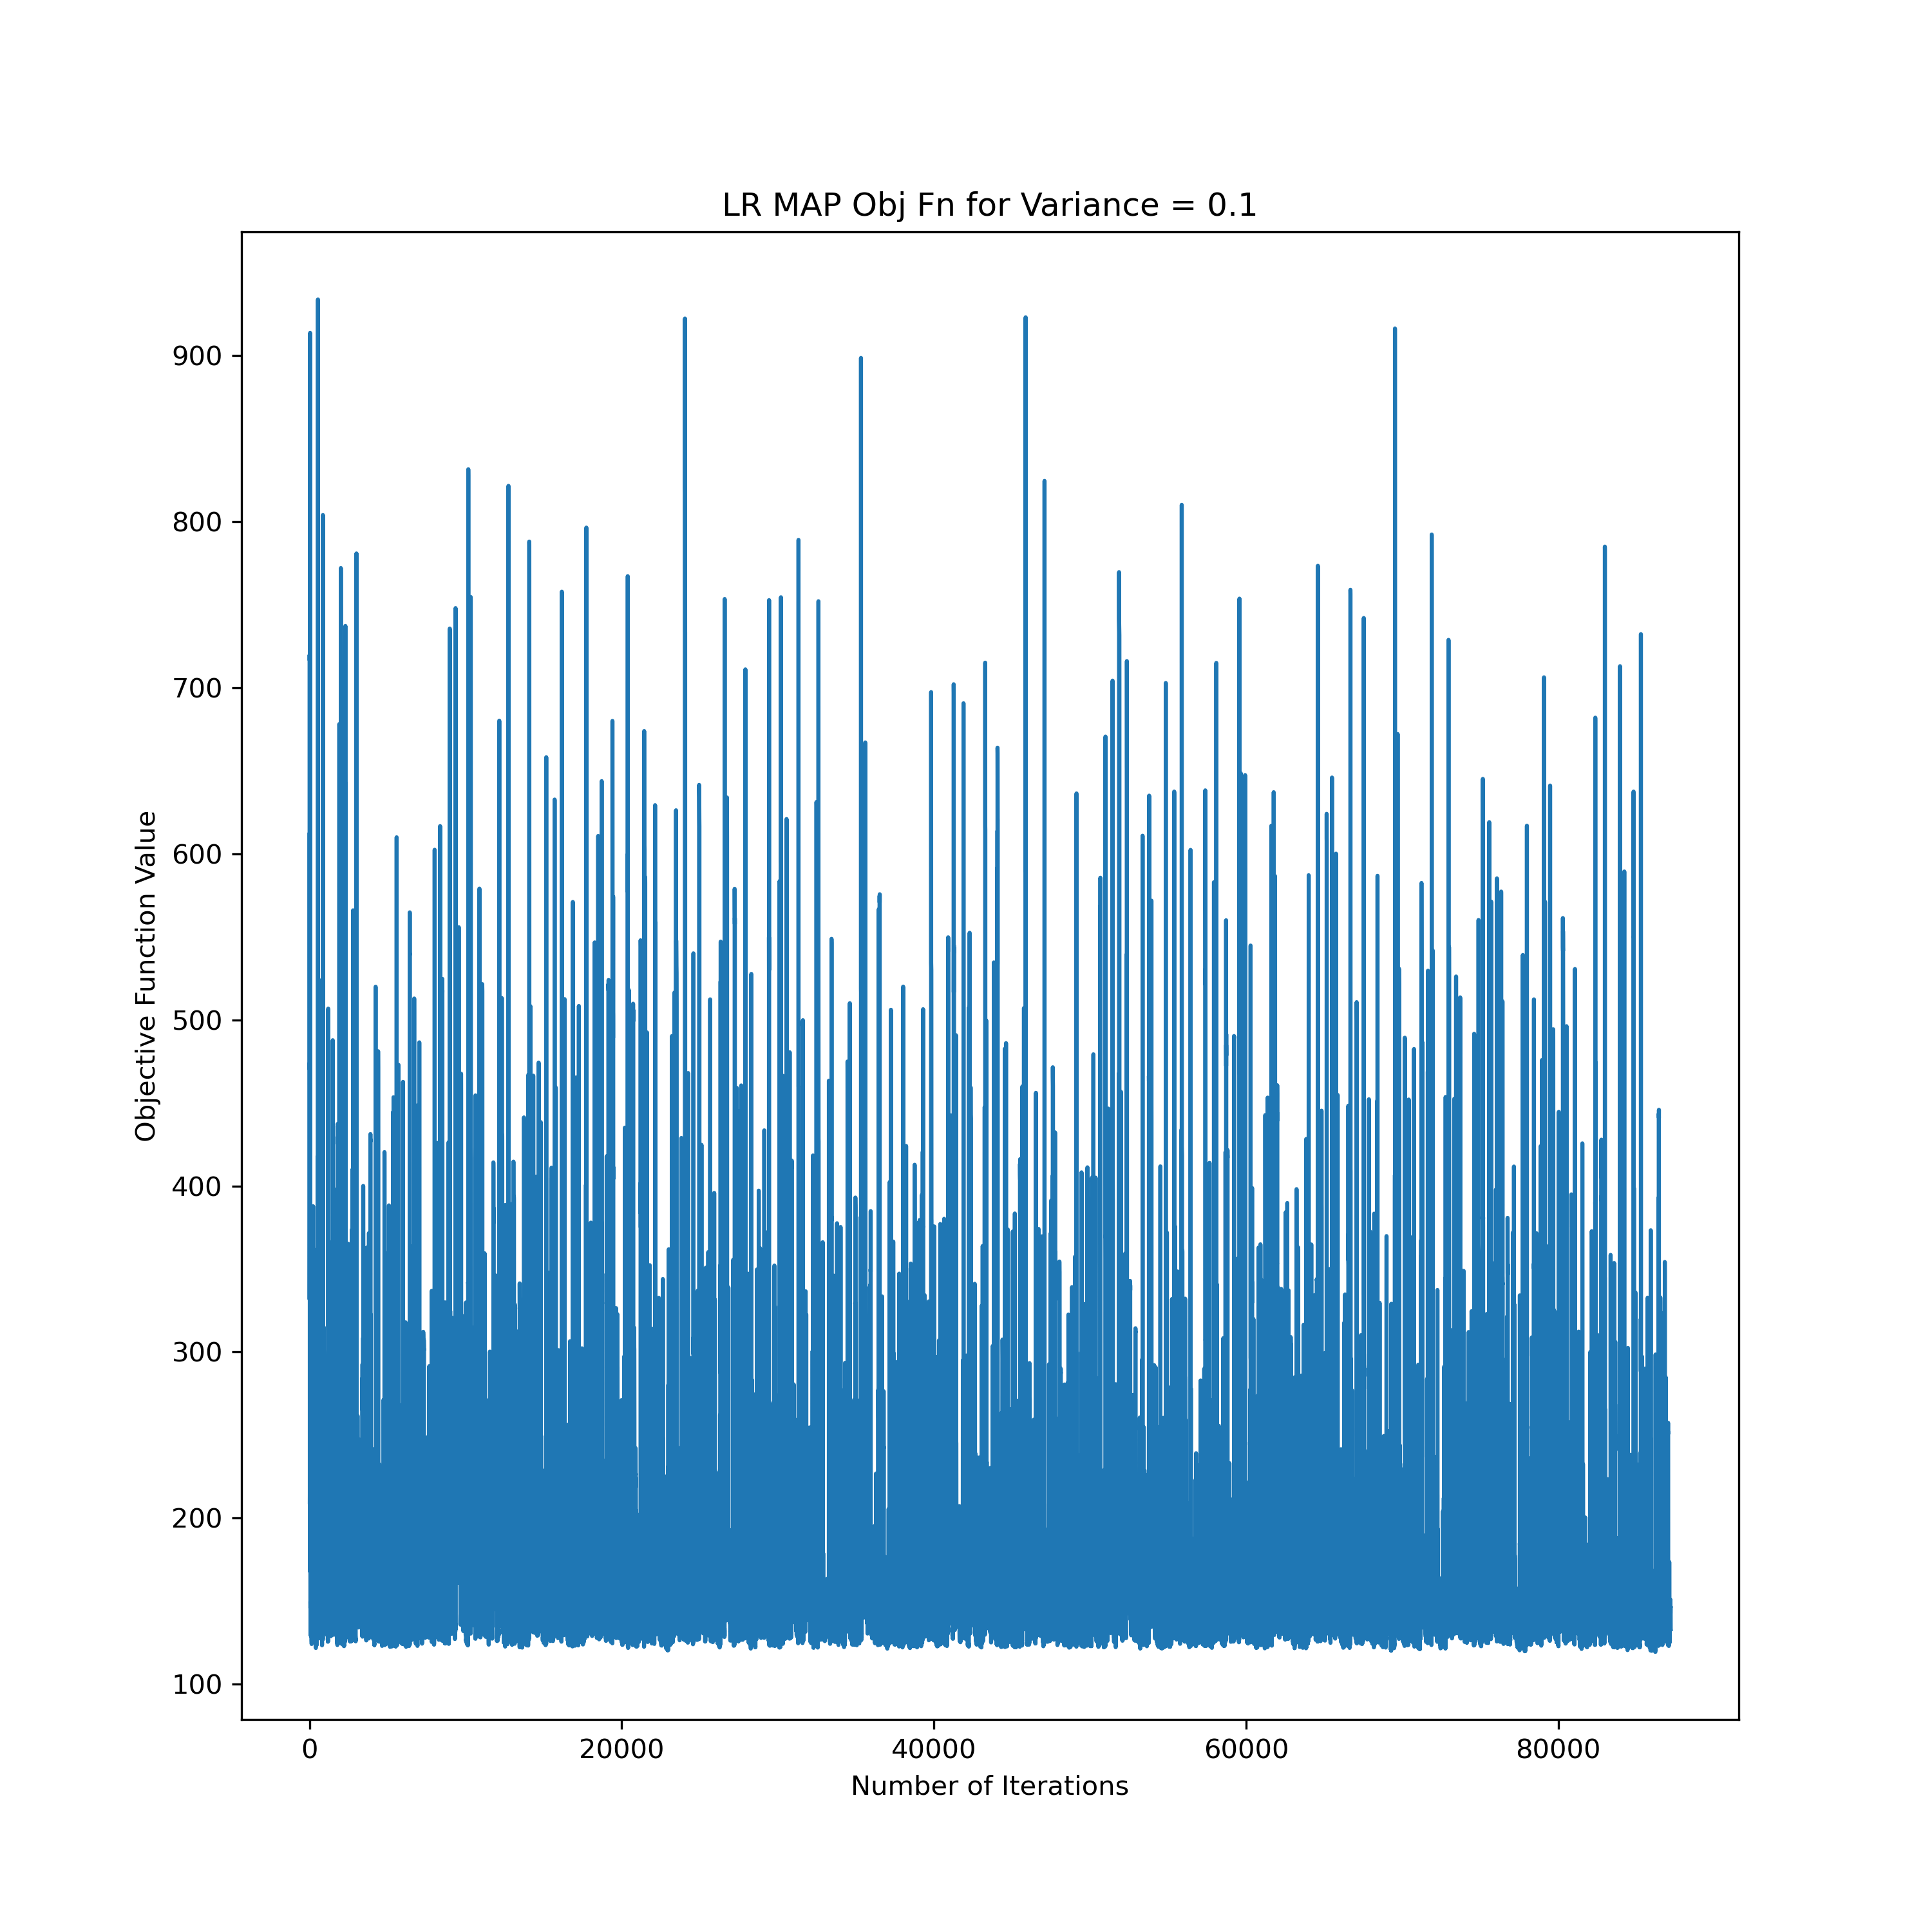 LR MAP Obj Fn for Variance = 0.1
900
800
700
600
500
400
300
200
100
Objective Function Value
0 20000 40000 60000 80000
Number of Iterations